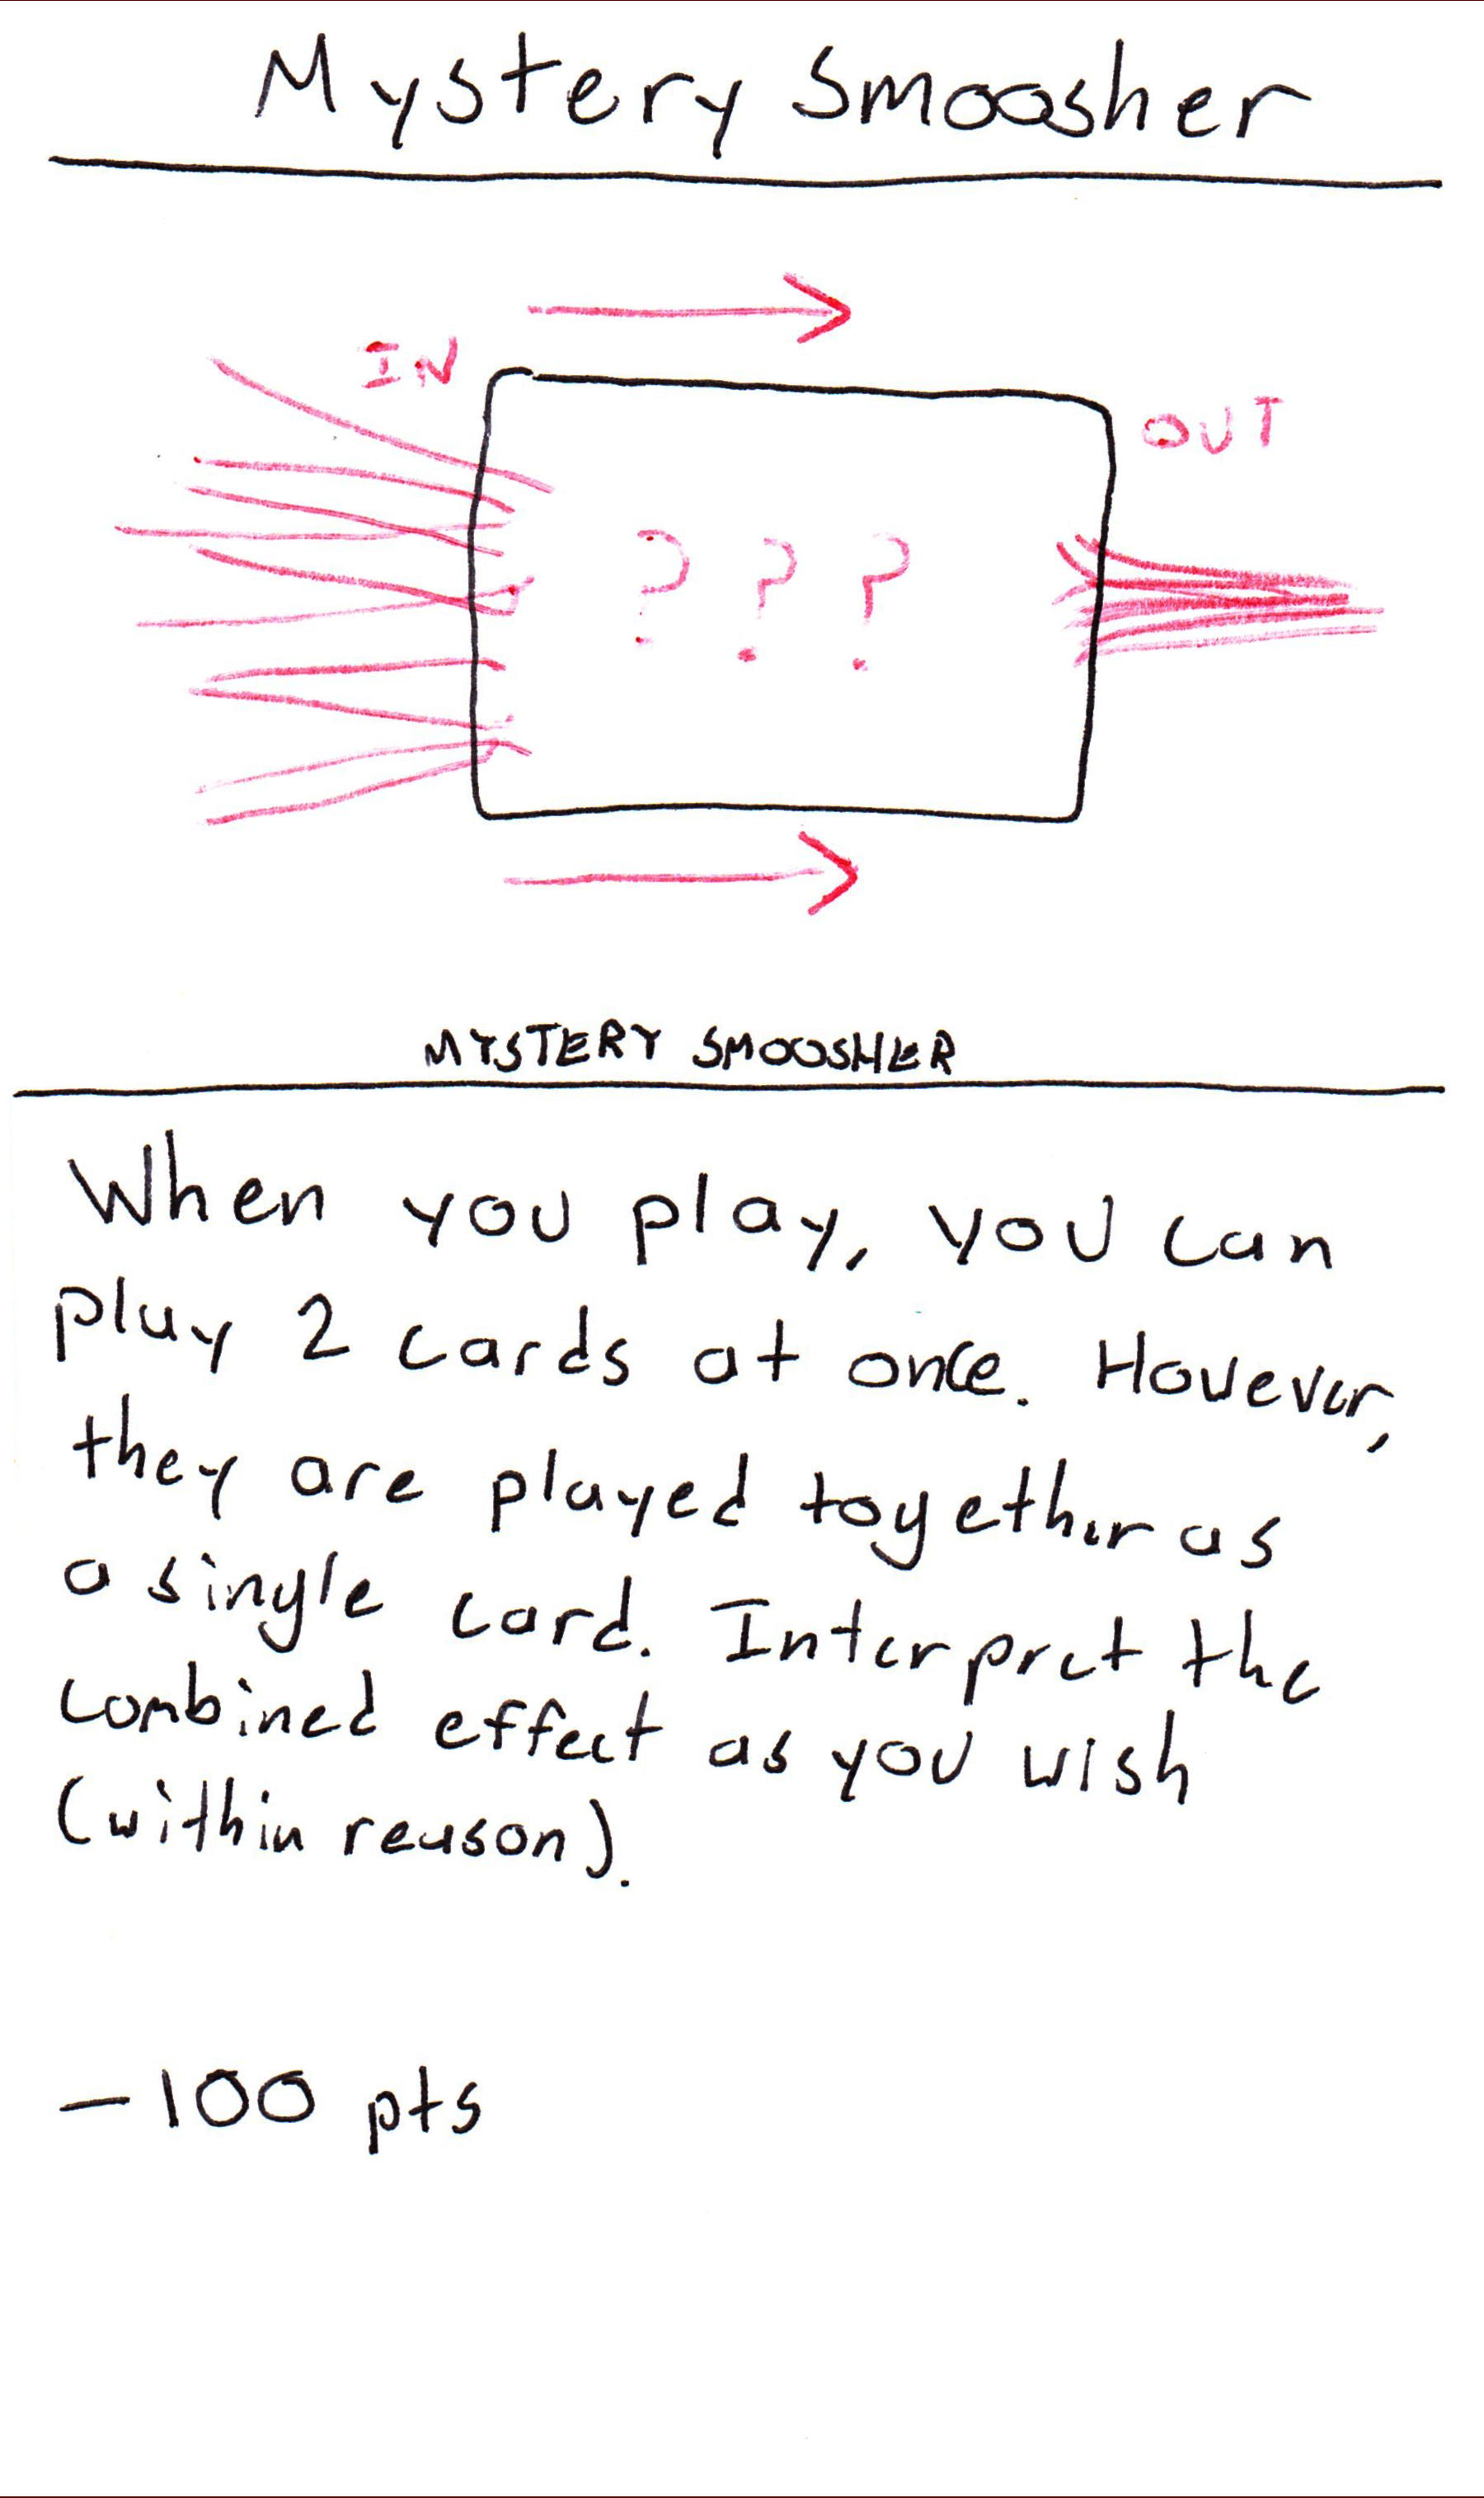 Mystery Smoosher
IN
OUT
? ? ?
MYSTERY SMOOSHER
When you play, you can
play 2 cards at once. However,
they are played together as
a single card. Interpret the
combined effect as you wish
(within reason).
-100 pts